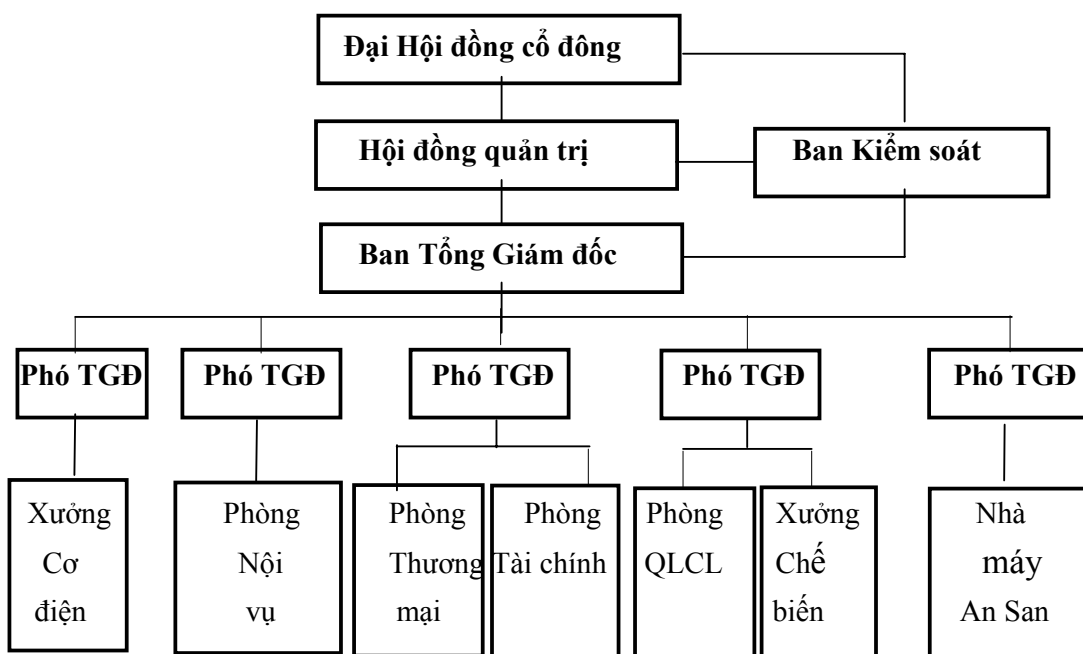 Đại Hội đồng cổ đông
Hội đồng quản trị
Ban Kiểm soát
Ban Tổng Giám đốc
Phó TGĐ
Phó TGĐ
Phó TGĐ
Phó TGĐ
Phó TGĐ
Xưởng
Cơ
điện
Phòng
Nội
vụ
Phòng
Thương
mại
Phòng
Tài chính
Phòng
QLCL
Xưởng
Chế
biến
Nhà
máy
An San